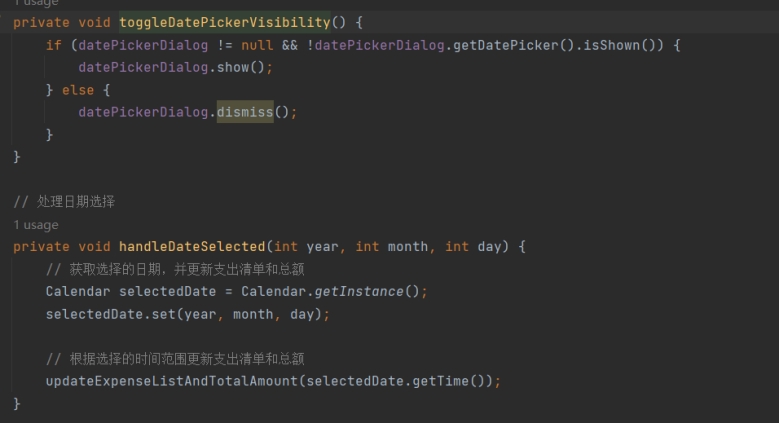 1 usage
private void toggleDatePickerVisibility() {
    if (datePickerDialog != null && !datePickerDialog.getDatePicker().isShown()) {
        datePickerDialog.show();
    } else {
        datePickerDialog.dismiss();
    }
}
// 处理日期选择
1 usage
private void handleDateSelected(int year, int month, int day) {
    // 获取选择的日期，并更新支出清单和总额
    Calendar selectedDate = Calendar.getInstance();
    selectedDate.set(year, month, day);
    // 根据选择的时间范围更新支出清单和总额
    updateExpenseListAndTotalAmount(selectedDate.getTime());
}